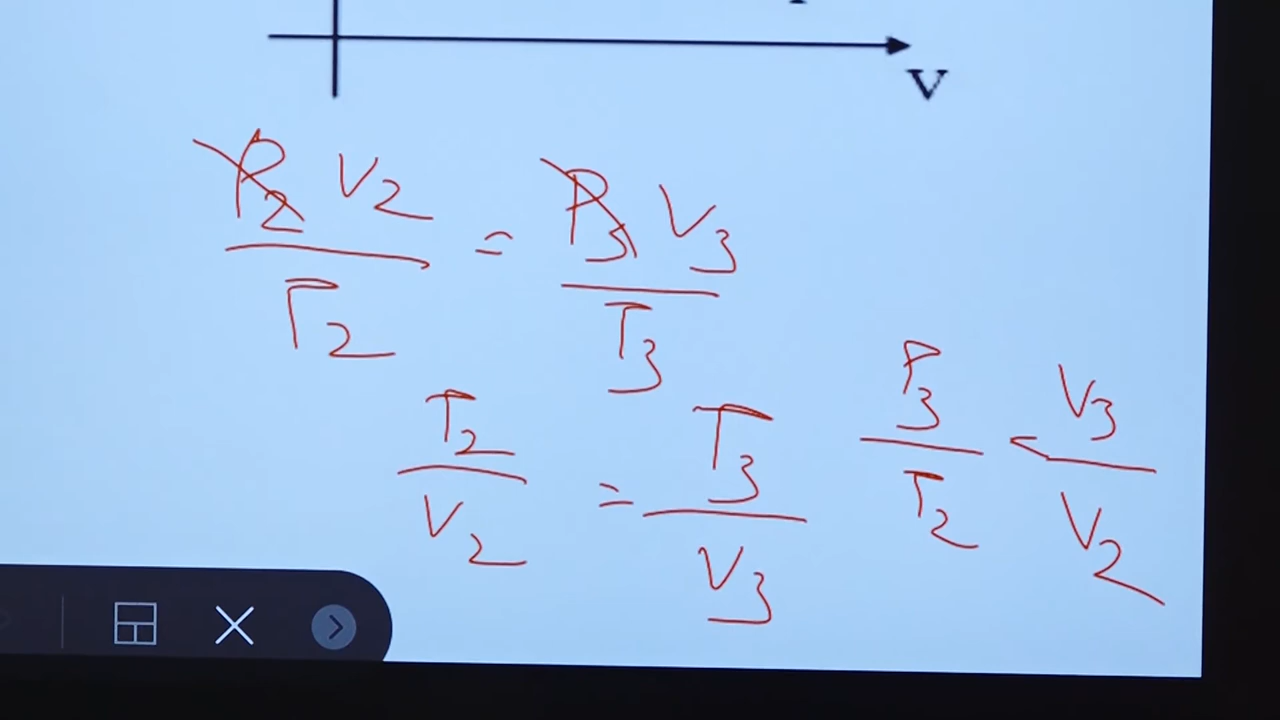 V
P₂ V₂ / T₂ = P₃ V₃ / T₃
T₂ / V₂ = T₃ / V₃
P₃ / T₂ = V₃ / V₂